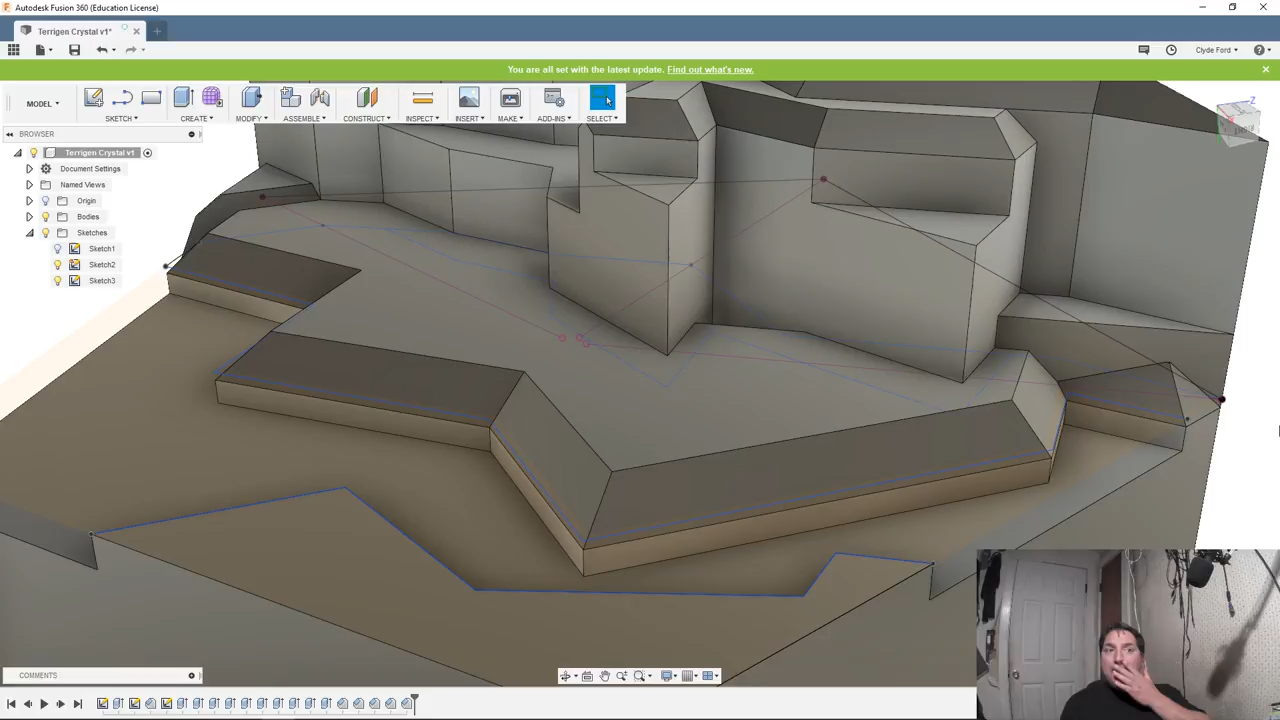 Autodesk Fusion 360 (Education License)
Terrigen Crystal v1*
Clyde Ford
You are all set with the latest update. Find out what's new.
MODEL
SKETCH
CREATE
MODIFY
ASSEMBLE
CONSTRUCT
INSPECT
INSERT
MAKE
ADD-INS
SELECT
BROWSER
Terrigen Crystal v1
Document Settings
Named Views
Origin
Bodies
Sketches
Sketch1
Sketch2
Sketch3
Z
COMMENTS